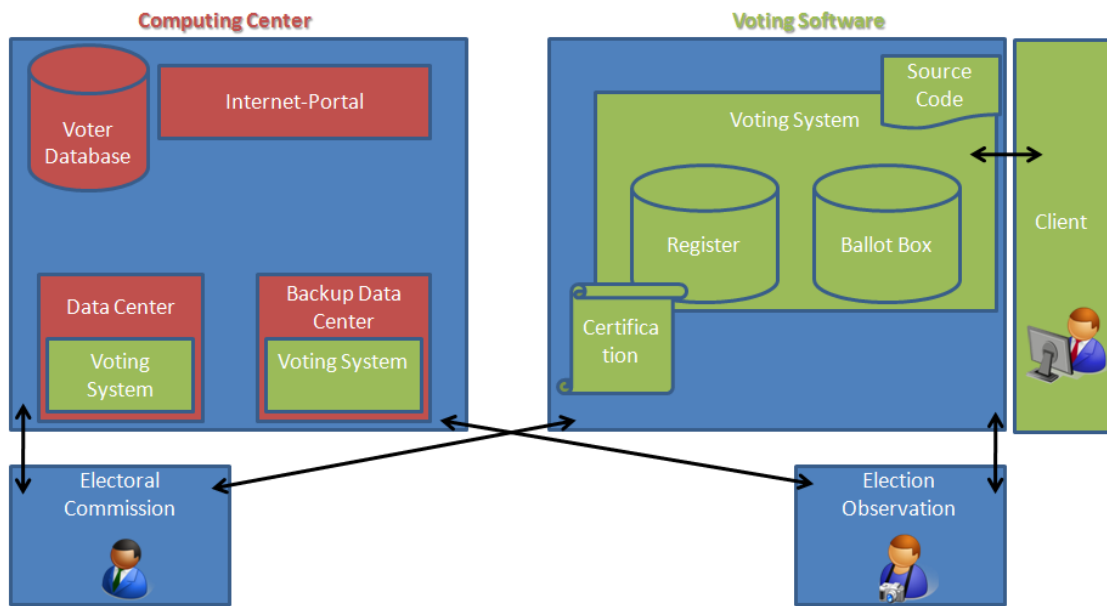 Computing Center
Voter
Database
Internet-Portal
Data Center
Voting
System
Backup Data
Center
Voting System
Voting Software
Source
Code
Voting System
Register
Ballot Box
Certifica
tion
Client
Electoral
Commission
Election
Observation